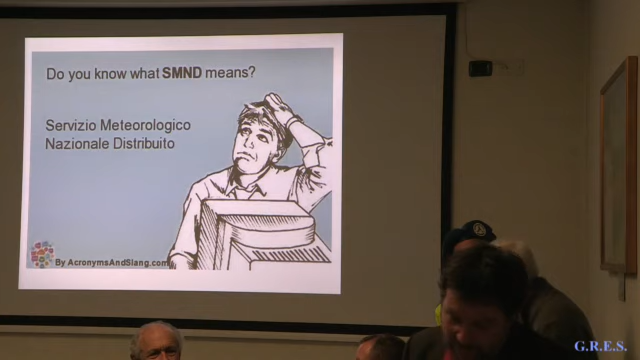 Do you know what SMND means?
Servizio Meteorologico
Nazionale Distribuito
By AcronymsAndSlang.com
G.R.E.S.